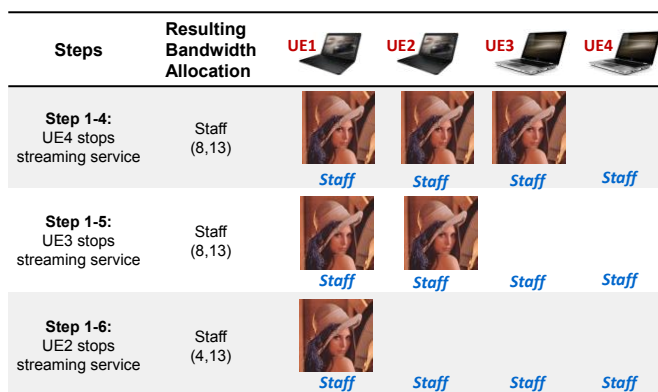 Steps
Resulting
Bandwidth
Allocation
UE1
UE2
UE3
UE4
Step 1-4:
UE4 stops
streaming service
Staff
(8,13)
Staff
Staff
Staff
Staff
Step 1-5:
UE3 stops
streaming service
Staff
(8,13)
Staff
Staff
Staff
Staff
Step 1-6:
UE2 stops
streaming service
Staff
(4,13)
Staff
Staff
Staff
Staff